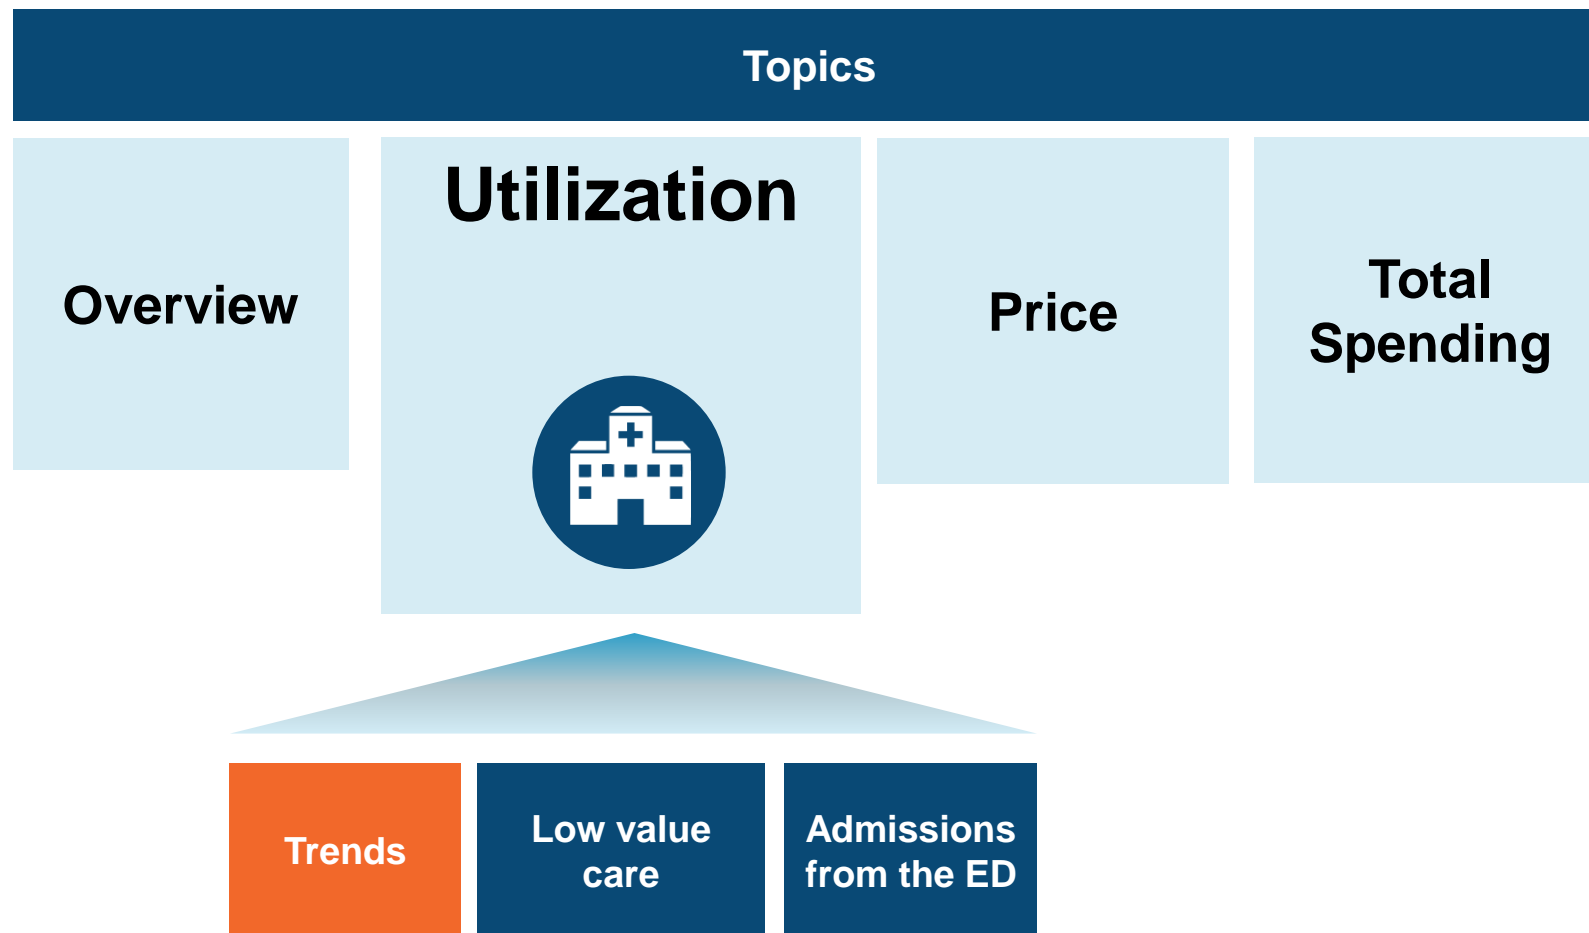 Topics
Overview
Utilization
Price
Total
Spending
Trends
Low value
care
Admissions
from the ED